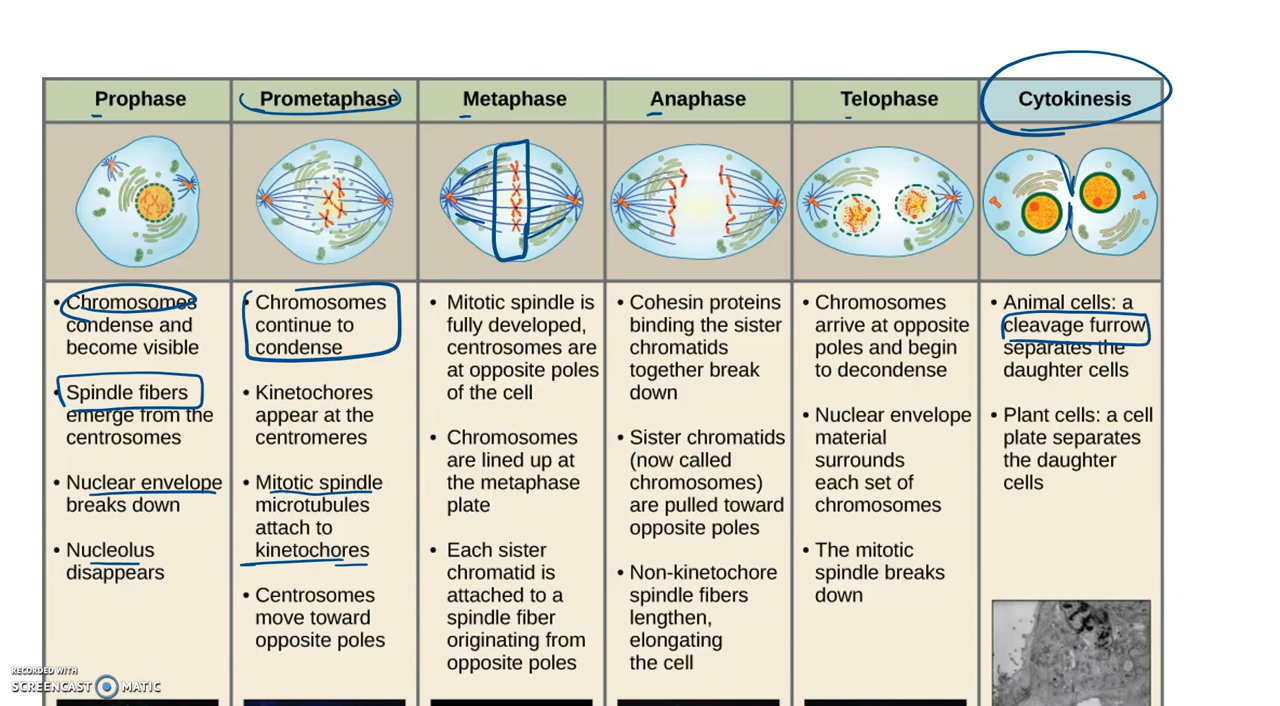 Prophase
Prometaphase
Metaphase
Anaphase
Telophase
Cytokinesis
• Chromosomes
condense and
become visible
• Spindle fibers
emerge from the
centrosomes
• Nuclear envelope
breaks down
• Nucleolus
disappears
• Chromosomes
continue to
condense
• Kinetochores
appear at the
centromeres
• Mitotic spindle
microtubules
attach to
kinetochores
• Centrosomes
move toward
opposite poles
• Mitotic spindle is
fully developed,
centrosomes are
at opposite poles
of the cell
• Chromosomes
are lined up at
the metaphase
plate
• Each sister
chromatid is
attached to a
spindle fiber
originating from
opposite poles
• Cohesin proteins
binding the sister
chromatids
together break
down
• Sister chromatids
(now called
chromosomes)
are pulled toward
opposite poles
• Non-kinetochore
spindle fibers
lengthen,
elongating
the cell
• Chromosomes
arrive at opposite
poles and begin
to decondense
• Nuclear envelope
material
surrounds
each set of
chromosomes
• The mitotic
spindle breaks
down
• Animal cells: a
cleavage furrow
separates the
daughter cells
• Plant cells: a cell
plate separates
the daughter
cells
RECORDED WITH
SCREENCAST MATIC